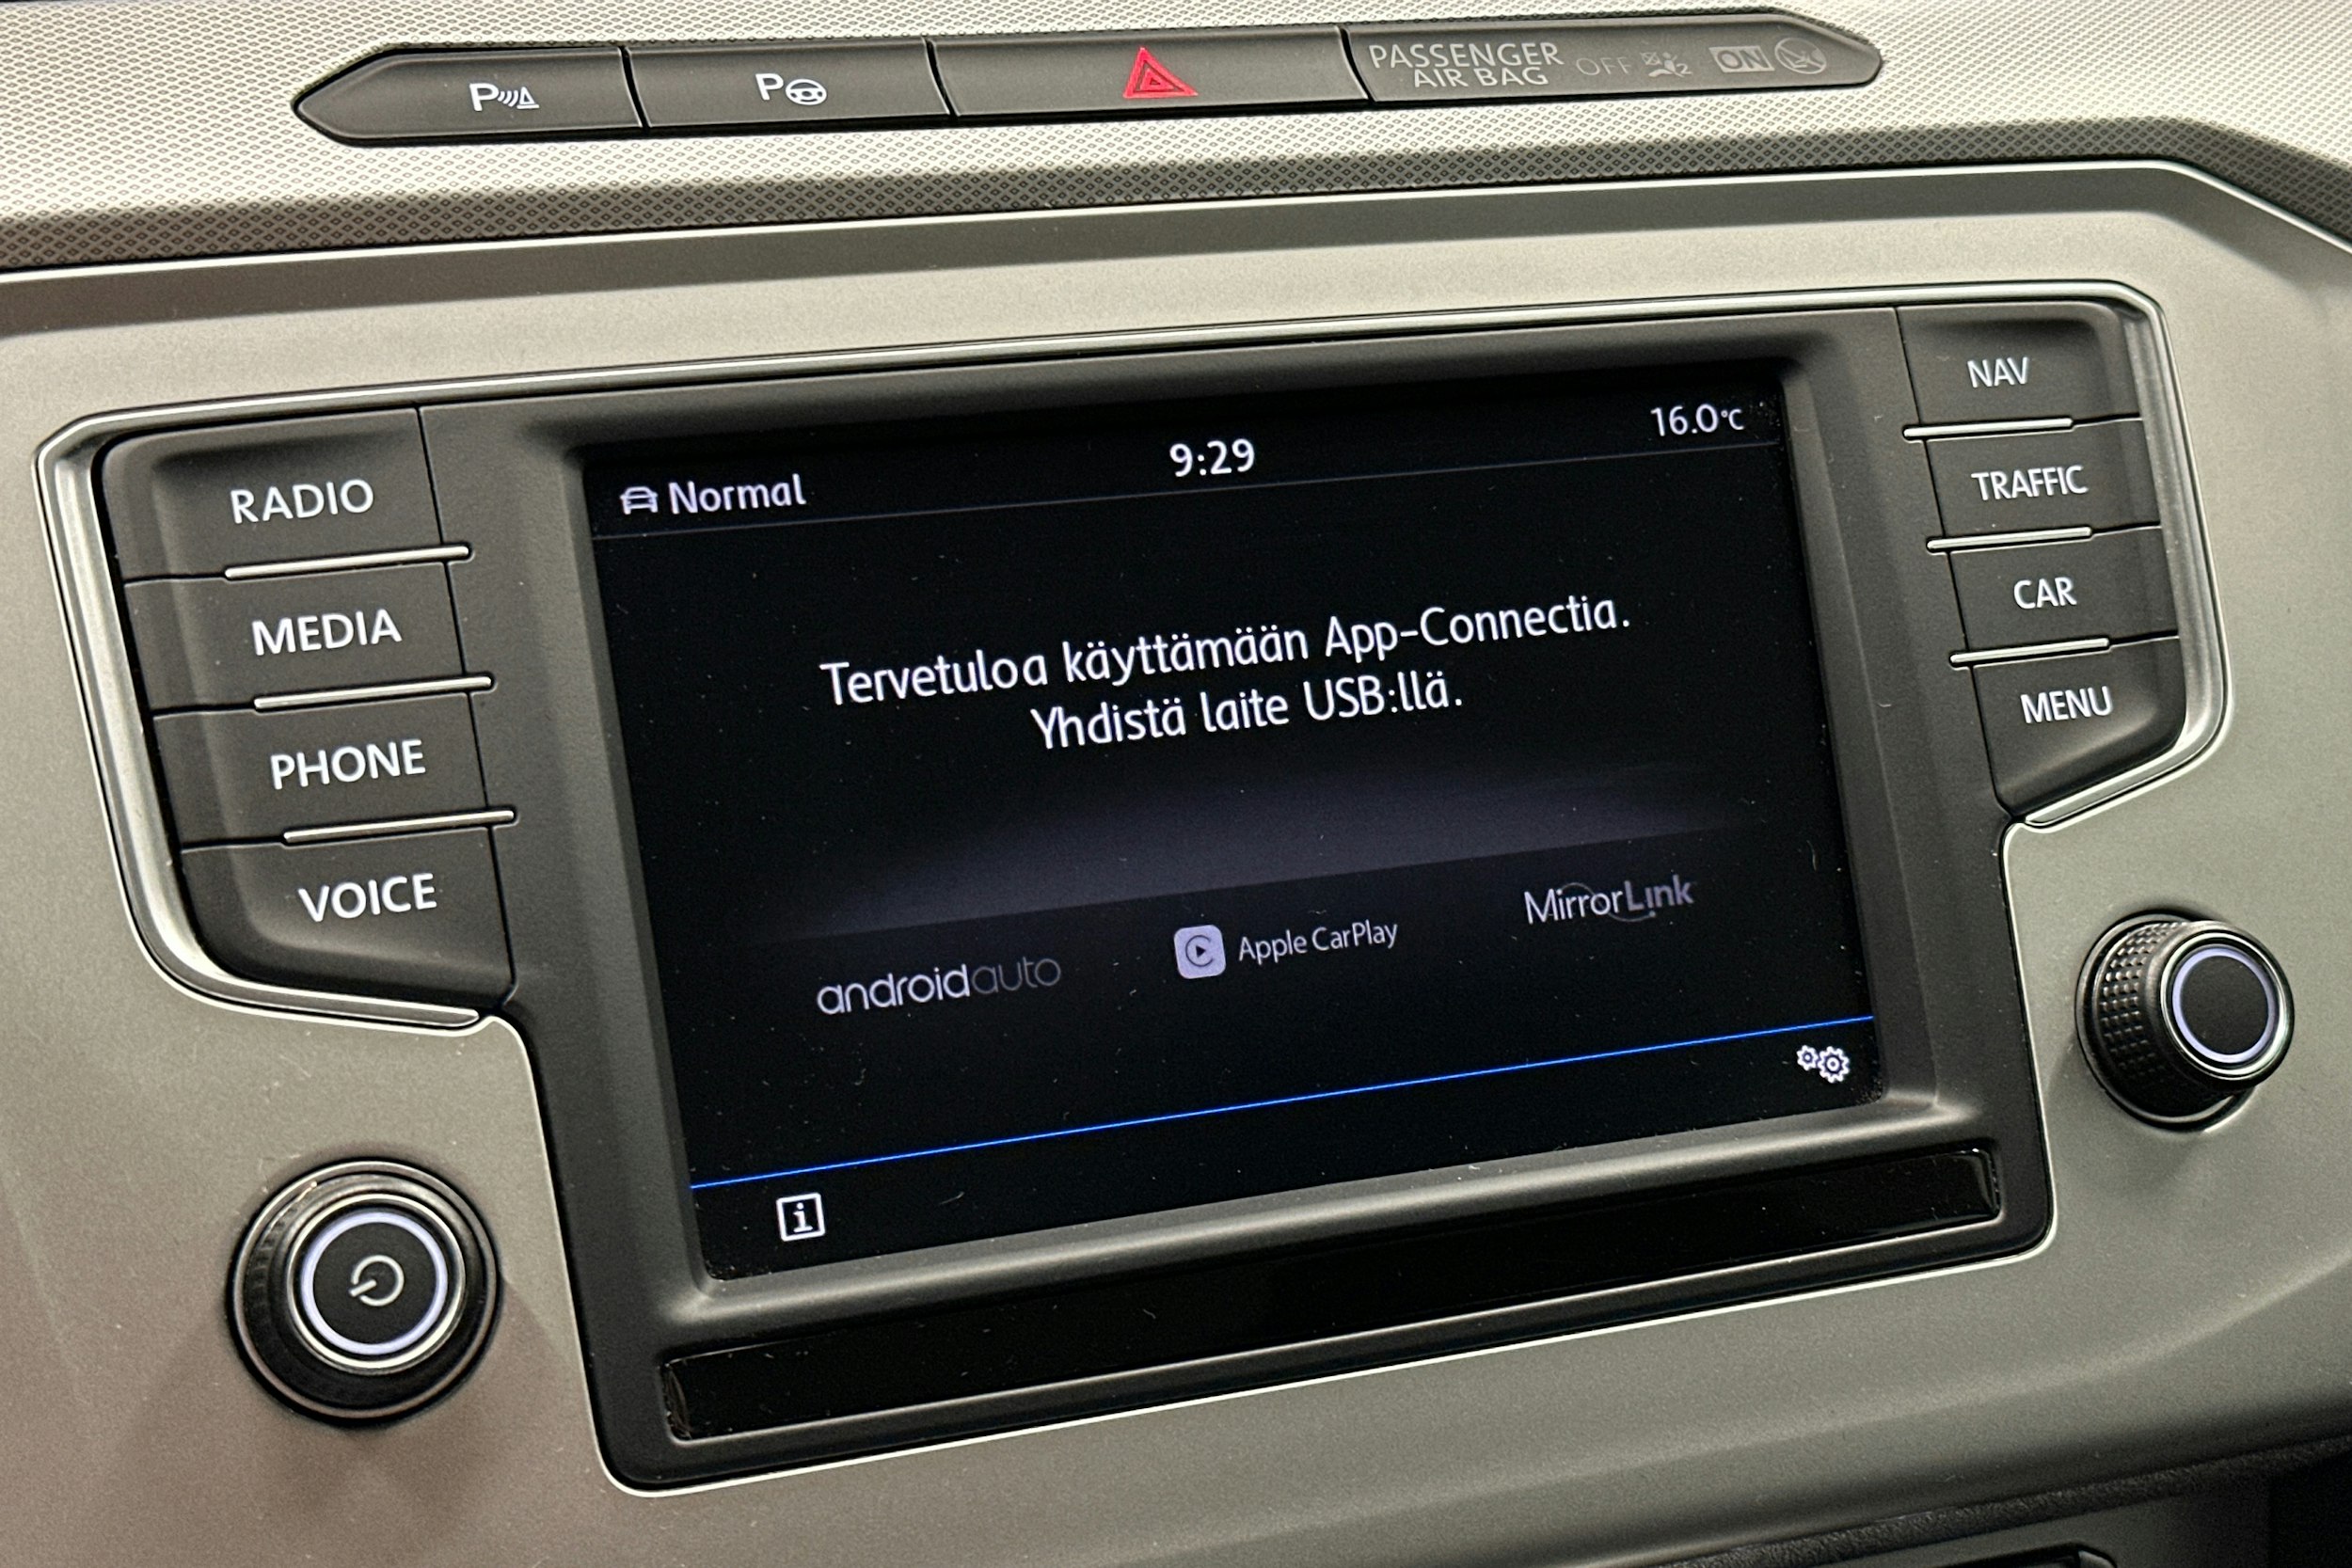 P P
PASSENGER
AIR BAG OFF 2 ON
RADIO
MEDIA
PHONE
VOICE
Normal 9:29 16.0°C
Tervetuloa käyttämään App-Connectia.
Yhdistä laite USB:llä.
androidauto Apple CarPlay MirrorLink
i
NAV
TRAFFIC
CAR
MENU